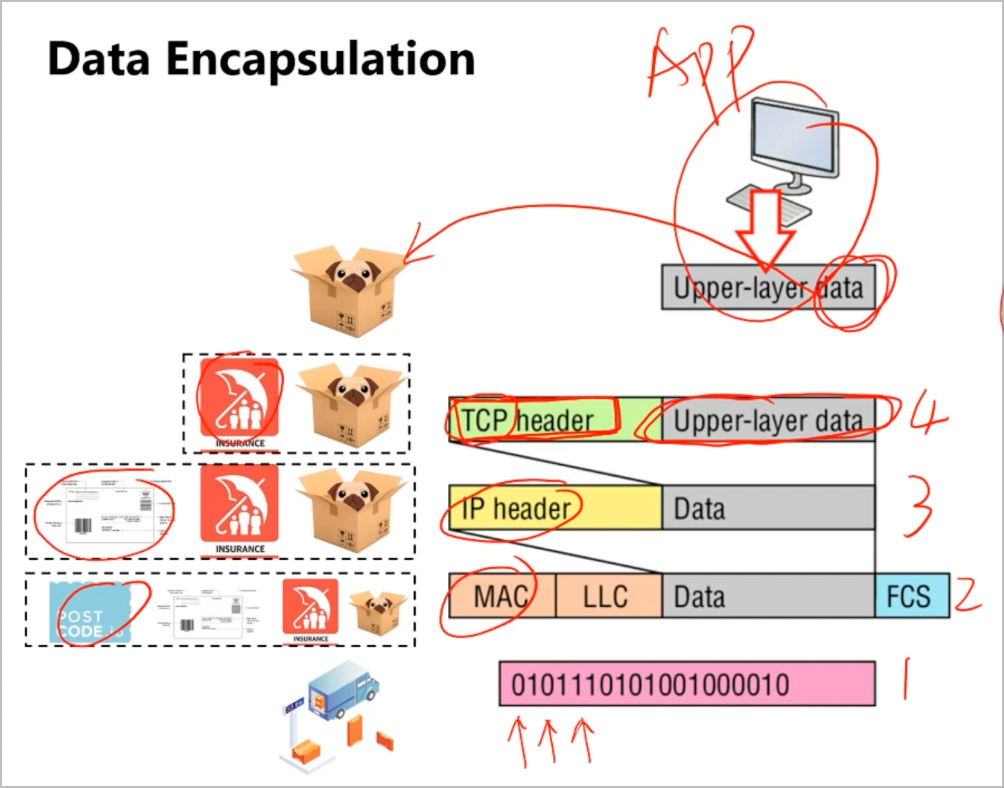 Data Encapsulation
App
Upper-layer data
INSURANCE
TCP header Upper-layer data 4
INSURANCE
IP header Data 3
POST
CODE.
INSURANCE
MAC LLC Data FCS 2
0101110101001000010 1